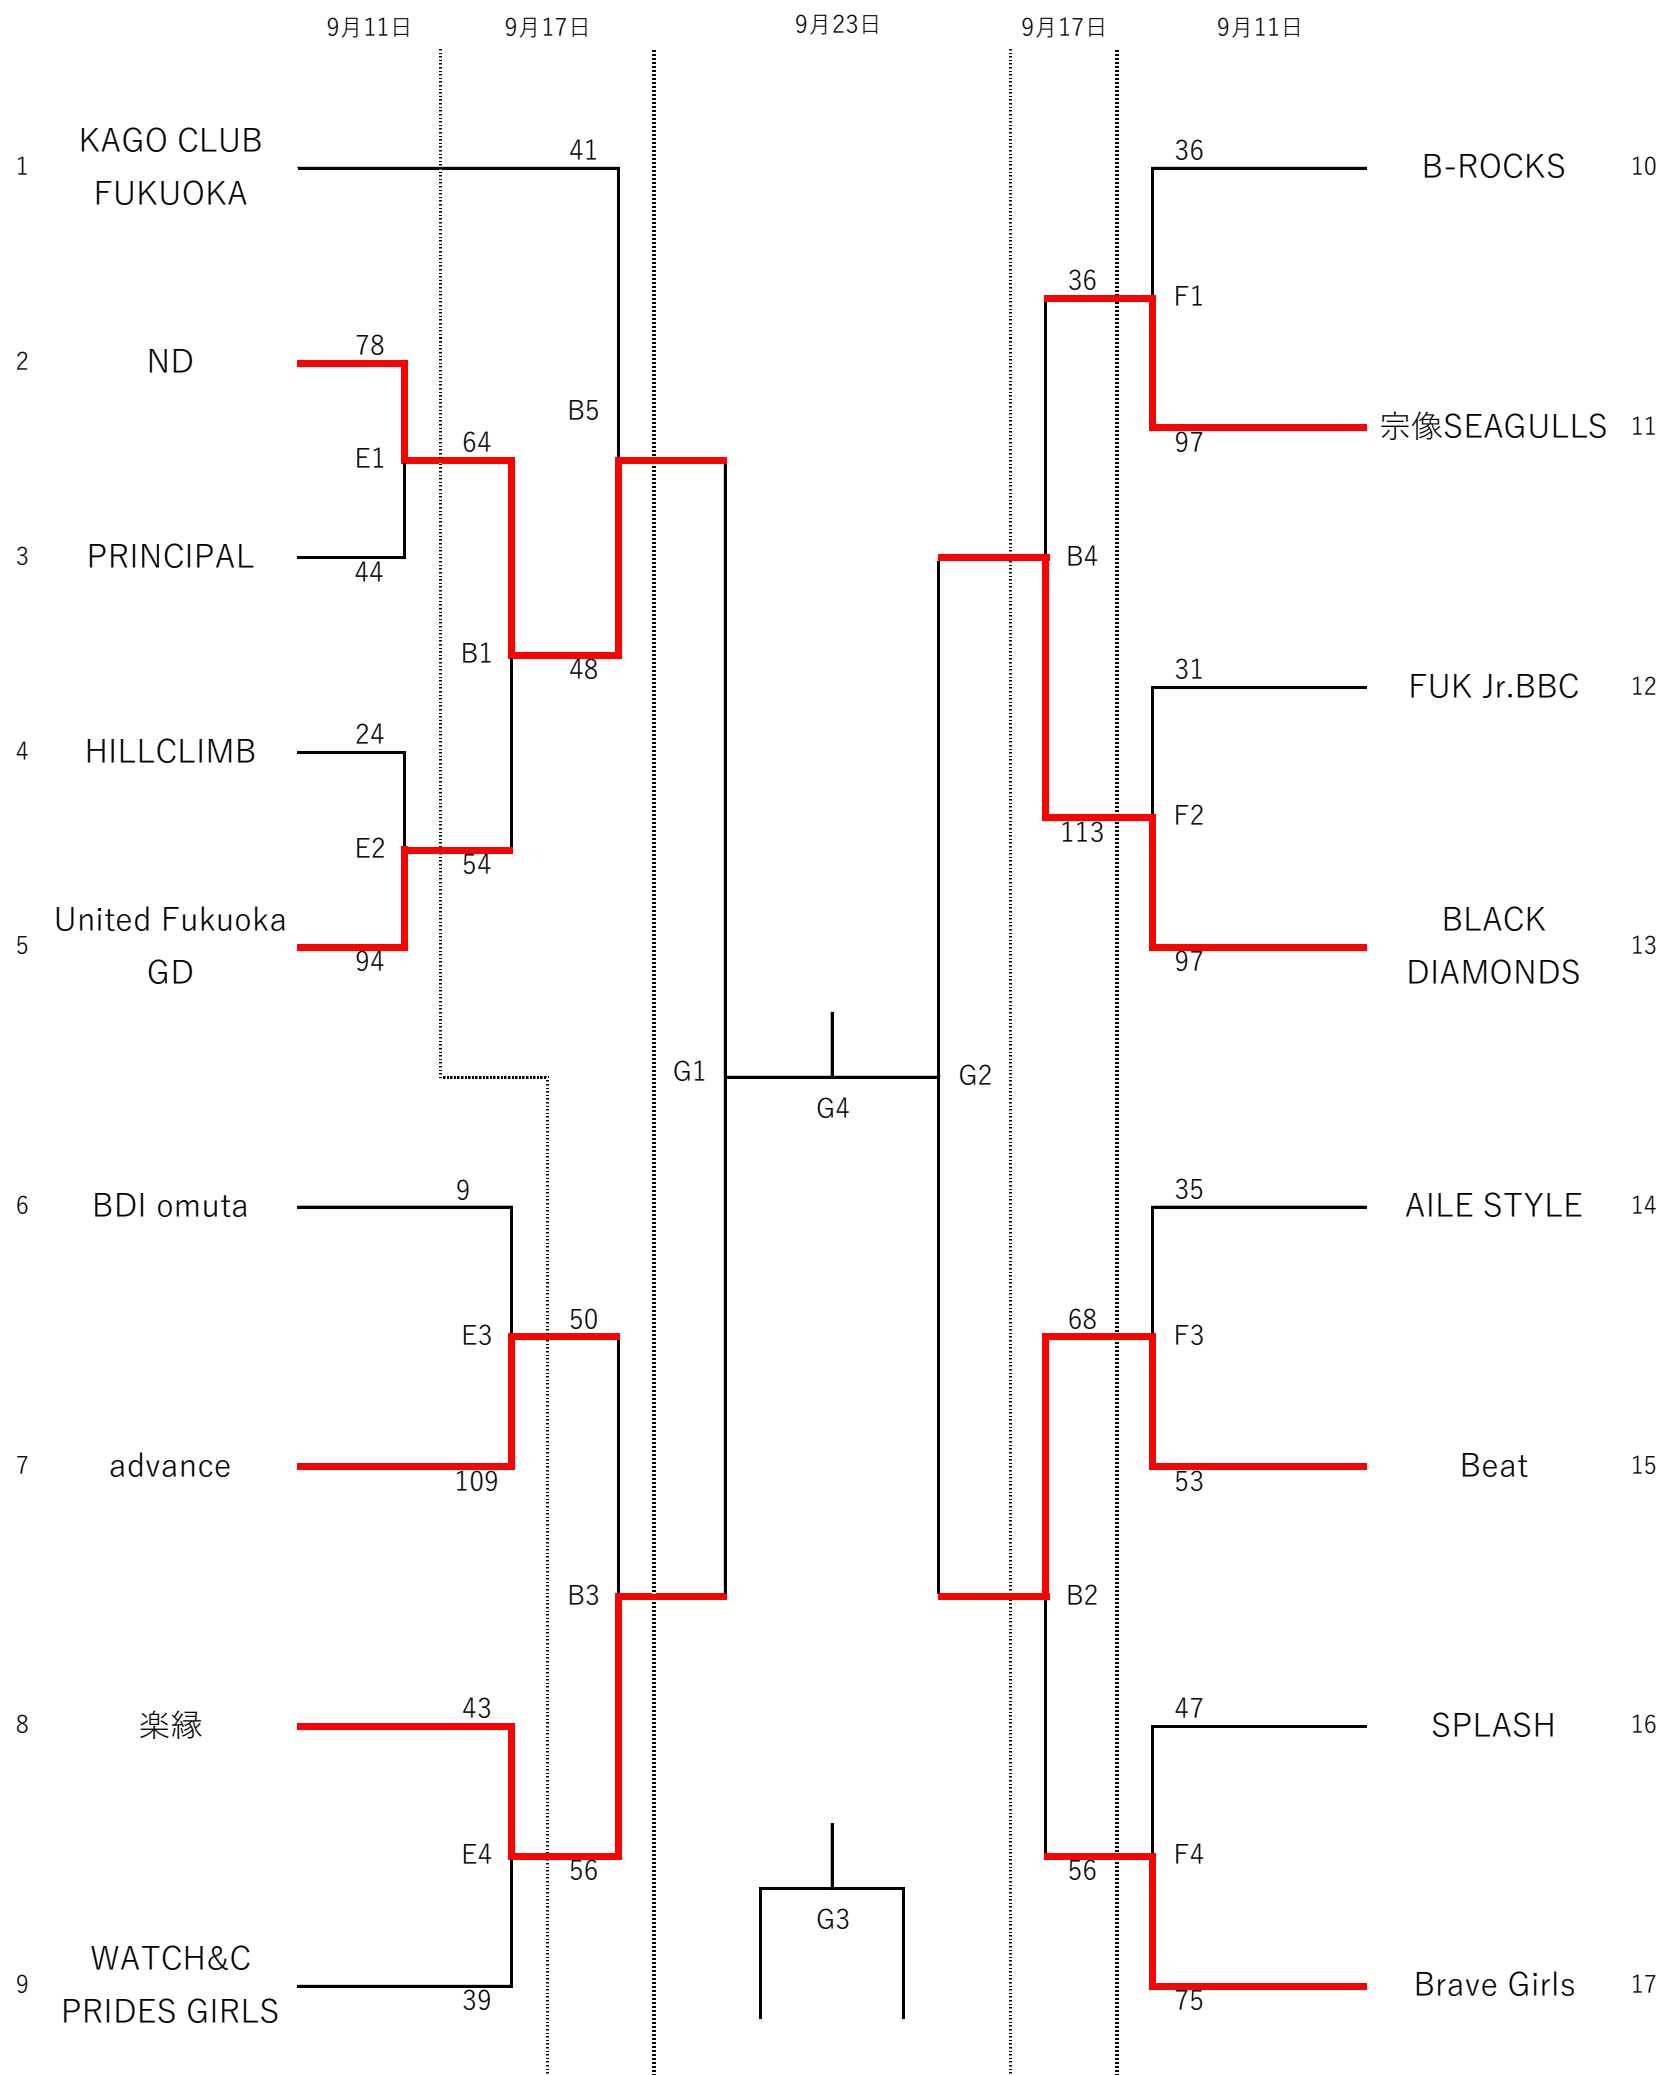 9月11日 9月17日 9月23日 9月17日 9月11日
1 KAGO CLUB
FUKUOKA
41
2 ND
78
E1
64
B5
3 PRINCIPAL
44
B1
48
4 HILLCLIMB
24
E2
54
5 United Fukuoka
GD
94
6 BDI omuta
9
E3
50
7 advance
109
B3
8 楽縁
43
E4
56
9 WATCH&C
PRIDES GIRLS
39
G1
G4
G2
G3
36
B-ROCKS 10
36
F1
宗像SEAGULLS 11
97
B4
31
FUK Jr.BBC 12
113
F2
BLACK
DIAMONDS 13
97
35
AILE STYLE 14
68
F3
Beat 15
53
B2
47
SPLASH 16
56
F4
Brave Girls 17
75